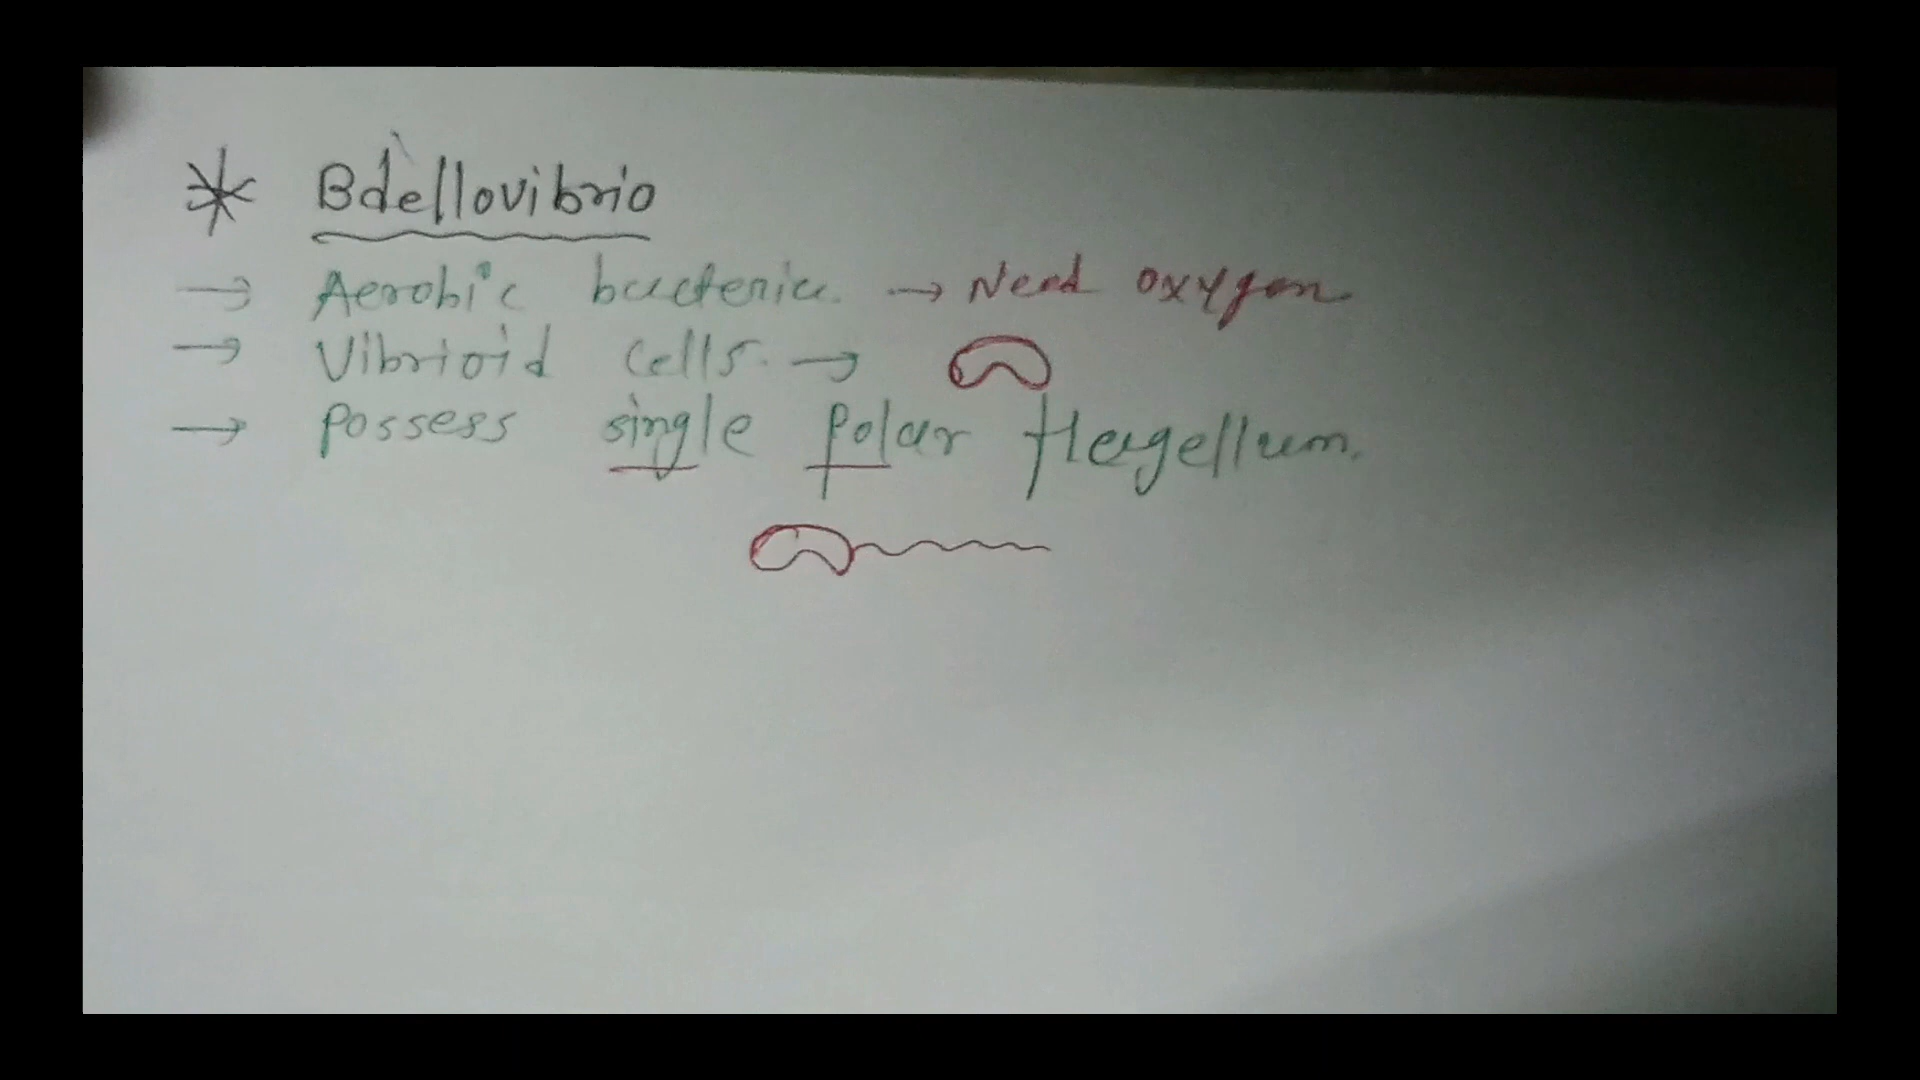 * Bdellovibrio
→ Aerobic bacteria. → Need oxygen.
→ Vibrioid cells. →
→ Possess single polar flagellum.